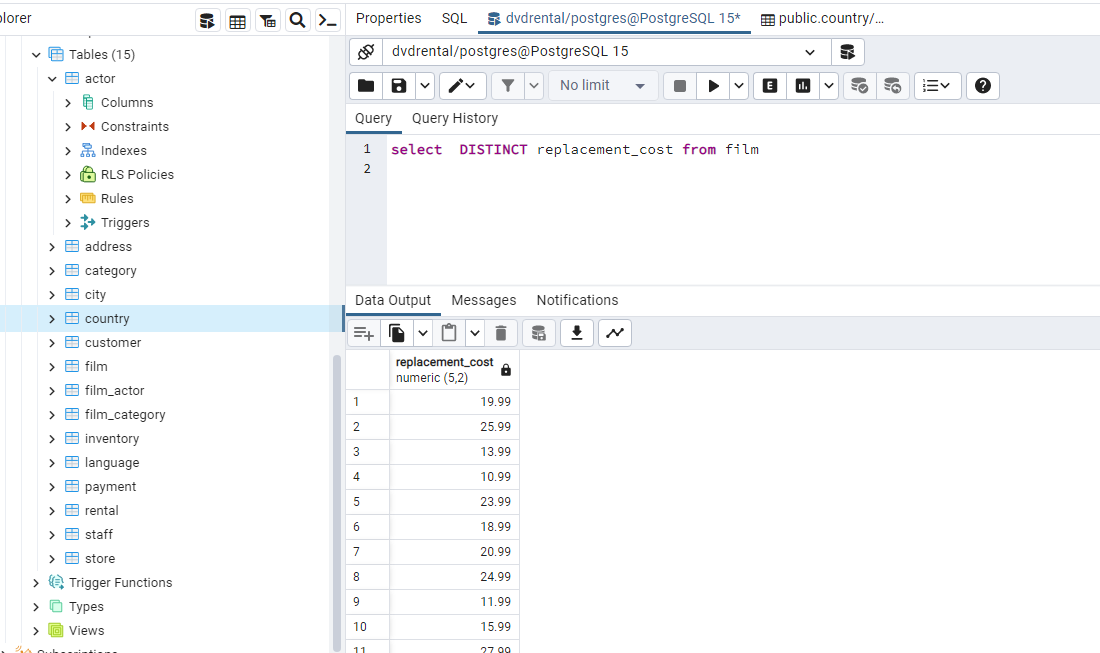 plorer
Tables (15)
actor
Columns
Constraints
Indexes
RLS Policies
Rules
Triggers
address
category
city
country
customer
film
film_actor
film_category
inventory
language
payment
rental
staff
store
Trigger Functions
Types
Views
Properties SQL dvdrental/postgres@PostgreSQL 15* public.country/...
dvdrental/postgres@PostgreSQL 15
No limit E
Query Query History
1 select DISTINCT replacement_cost from film
2
Data Output Messages Notifications
replacement_cost
numeric (5,2)
1 19.99
2 25.99
3 13.99
4 10.99
5 23.99
6 18.99
7 20.99
8 24.99
9 11.99
10 15.99
11 27.99